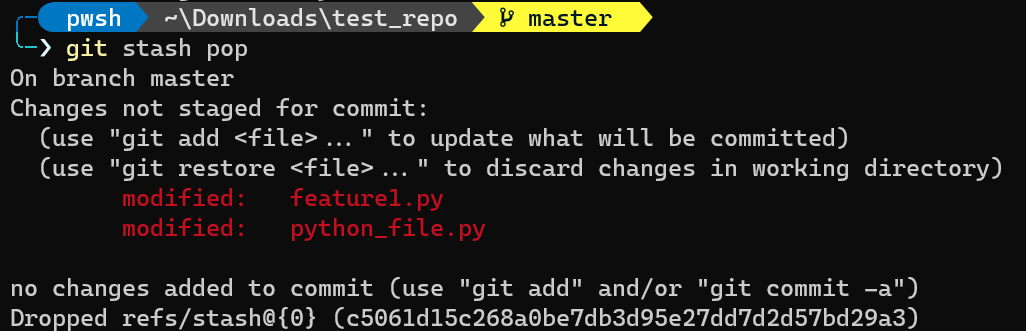 pwsh ~\Downloads\test_repo master
❯ git stash pop
On branch master
Changes not staged for commit:
  (use "git add <file>..." to update what will be committed)
  (use "git restore <file>..." to discard changes in working directory)
        modified:   feature1.py
        modified:   python_file.py

no changes added to commit (use "git add" and/or "git commit -a")
Dropped refs/stash@{0} (c5061d15c268a0be7db3d95e27dd7d2d57bd29a3)